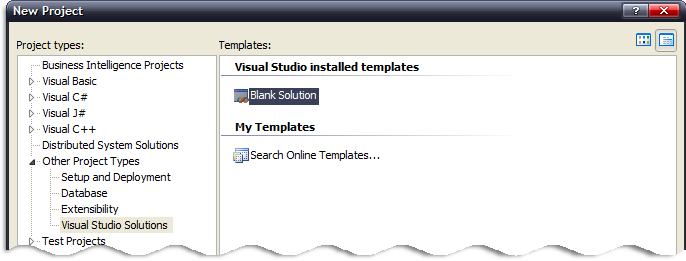 New Project
Project types:
Templates:
Business Intelligence Projects
Visual Basic
Visual C#
Visual J#
Visual C++
Distributed System Solutions
Other Project Types
Setup and Deployment
Database
Extensibility
Visual Studio Solutions
Test Projects
Visual Studio installed templates
Blank Solution
My Templates
Search Online Templates...